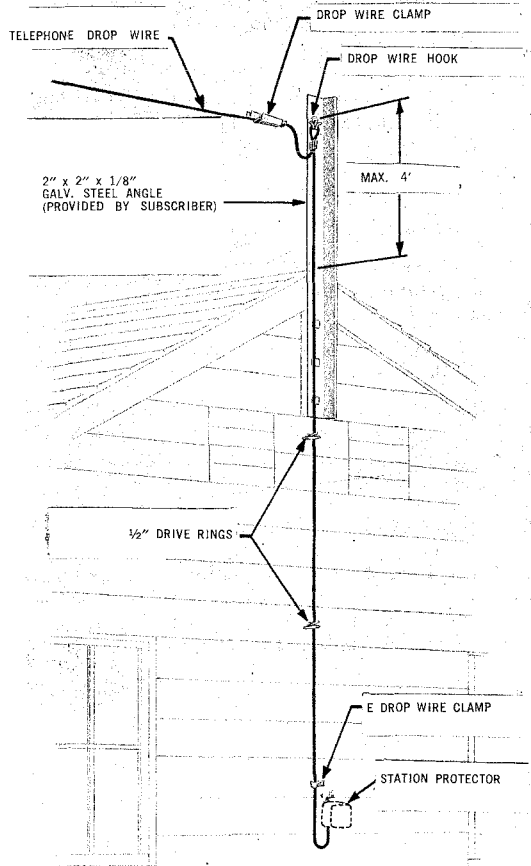 DROP WIRE CLAMP
TELEPHONE DROP WIRE
DROP WIRE HOOK
MAX. 4'
2" x 2" x 1/8"
GALV. STEEL ANGLE
(PROVIDED BY SUBSCRIBER)
½" DRIVE RINGS
E DROP WIRE CLAMP
STATION PROTECTOR